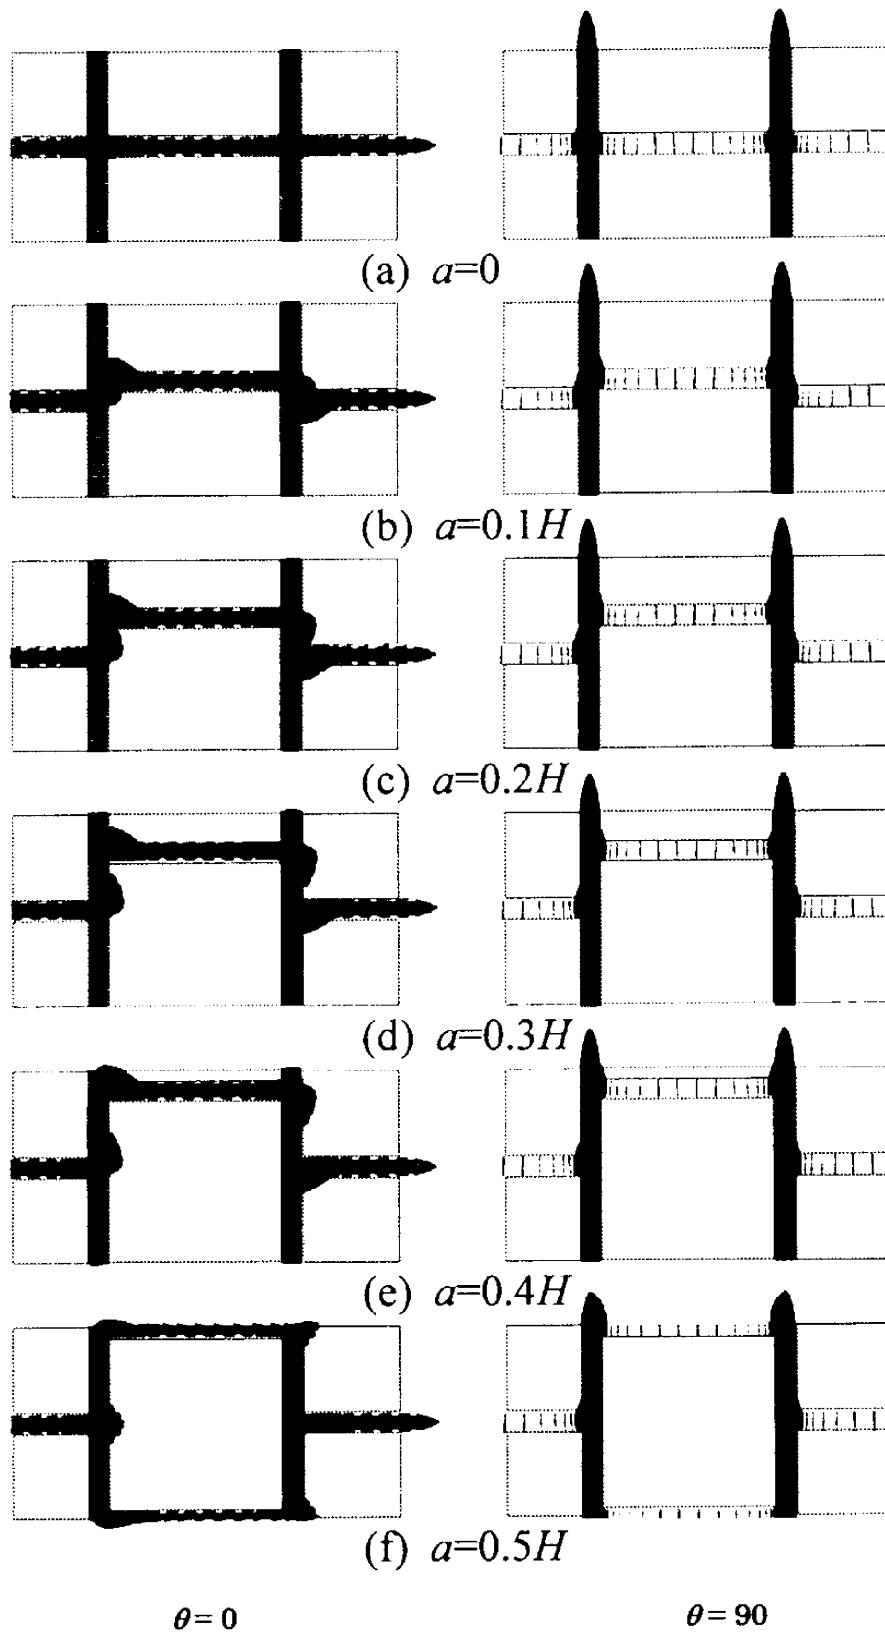 (a) a=0
(b) a=0.1H
(c) a=0.2H
(d) a=0.3H
(e) a=0.4H
(f) a=0.5H
θ = 0
θ = 90